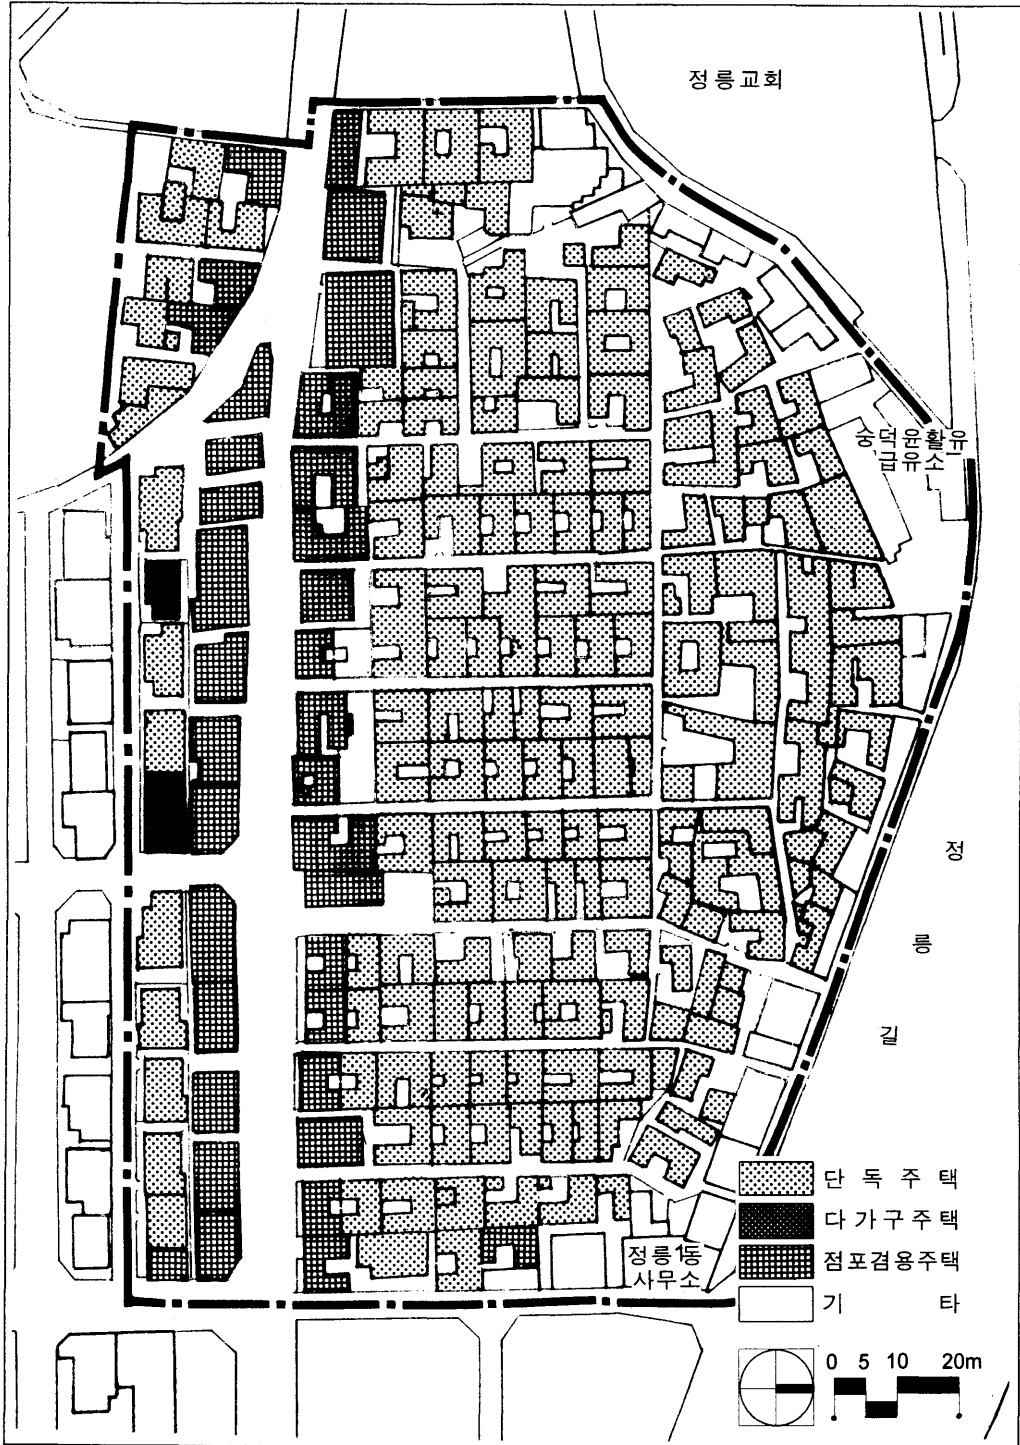 정릉교회
숭덕윤활유
급유소
정
릉
길
정릉1동
사무소
단 독 주 택
다가구주택
점포겸용주택
기 타
0 5 10 20m